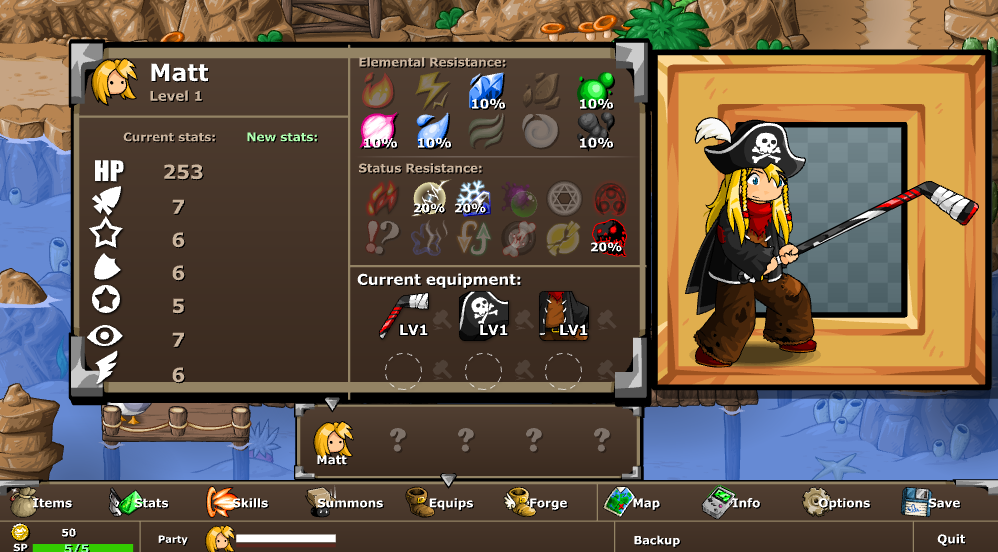 Matt
Level 1
Current stats: New stats:
HP 253
7
6
6
5
7
6
Elemental Resistance:
10% 10%
10% 10% 10%
Status Resistance:
20% 20%
20%
Current equipment:
LV1 LV1 LV1
Matt ? ? ? ?
Items Stats Skills Summons Equips Forge Map Info Options Save
50
SP 5/5
Party
Backup
Quit